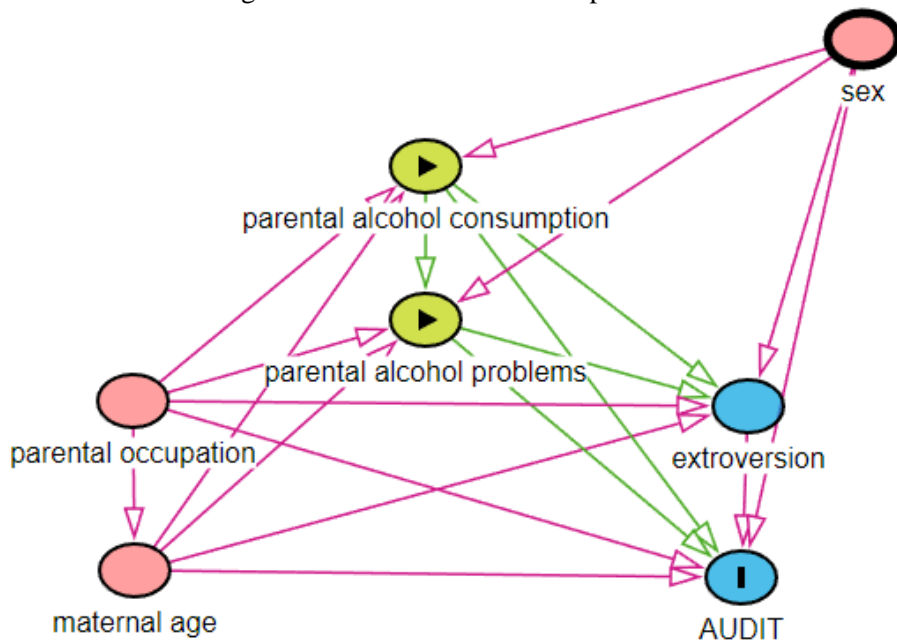 sex
parental alcohol consumption
parental alcohol problems
parental occupation
extroversion
maternal age
AUDIT